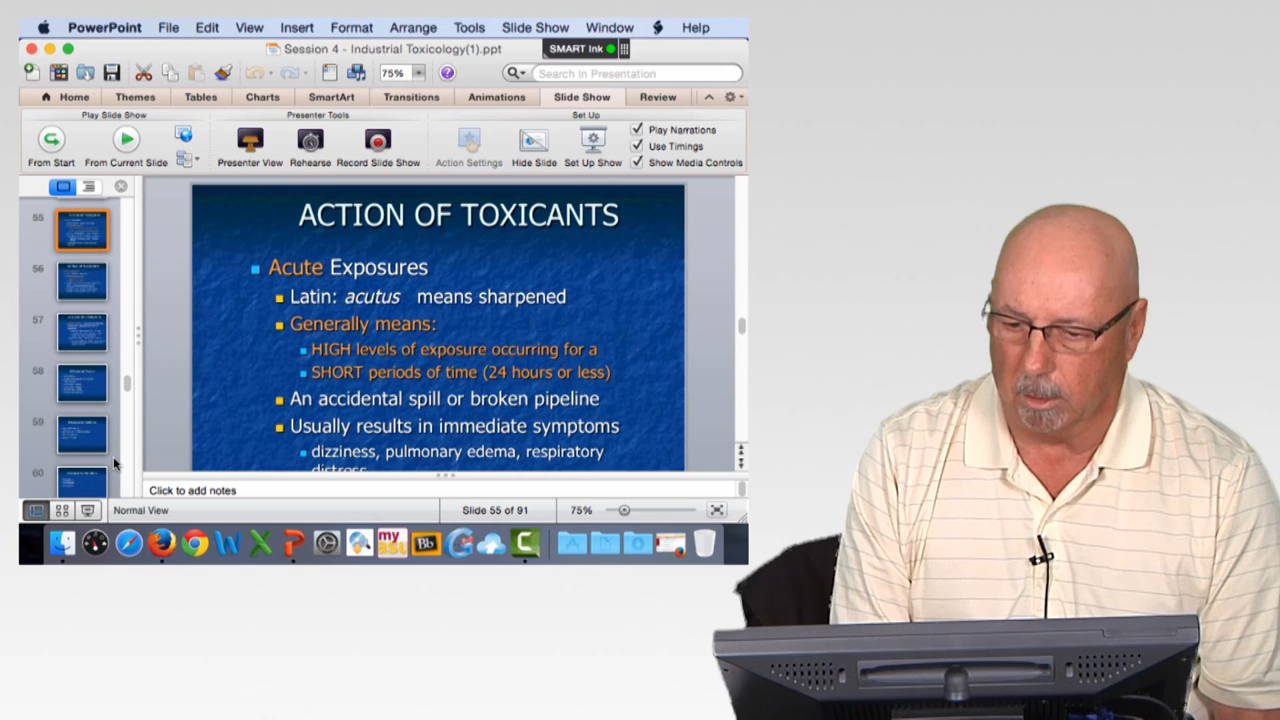 PowerPoint File Edit View Insert Format Arrange Tools Slide Show Window Help
Session 4 - Industrial Toxicology(1).ppt
SMART Ink
75%
Search in Presentation
Home Themes Tables Charts SmartArt Transitions Animations Slide Show Review
Play Slide Show Presenter Tools Set Up
From Start From Current Slide Presenter View Rehearse Record Slide Show Action Settings Hide Slide Set Up Show
Play Narrations
Use Timings
Show Media Controls
55
56
57
58
59
60
ACTION OF TOXICANTS
Acute Exposures
Latin: acutus means sharpened
Generally means:
HIGH levels of exposure occurring for a
SHORT periods of time (24 hours or less)
An accidental spill or broken pipeline
Usually results in immediate symptoms
dizziness, pulmonary edema, respiratory
distress
Click to add notes
Normal View Slide 55 of 91 75%
my
BSU
Bb